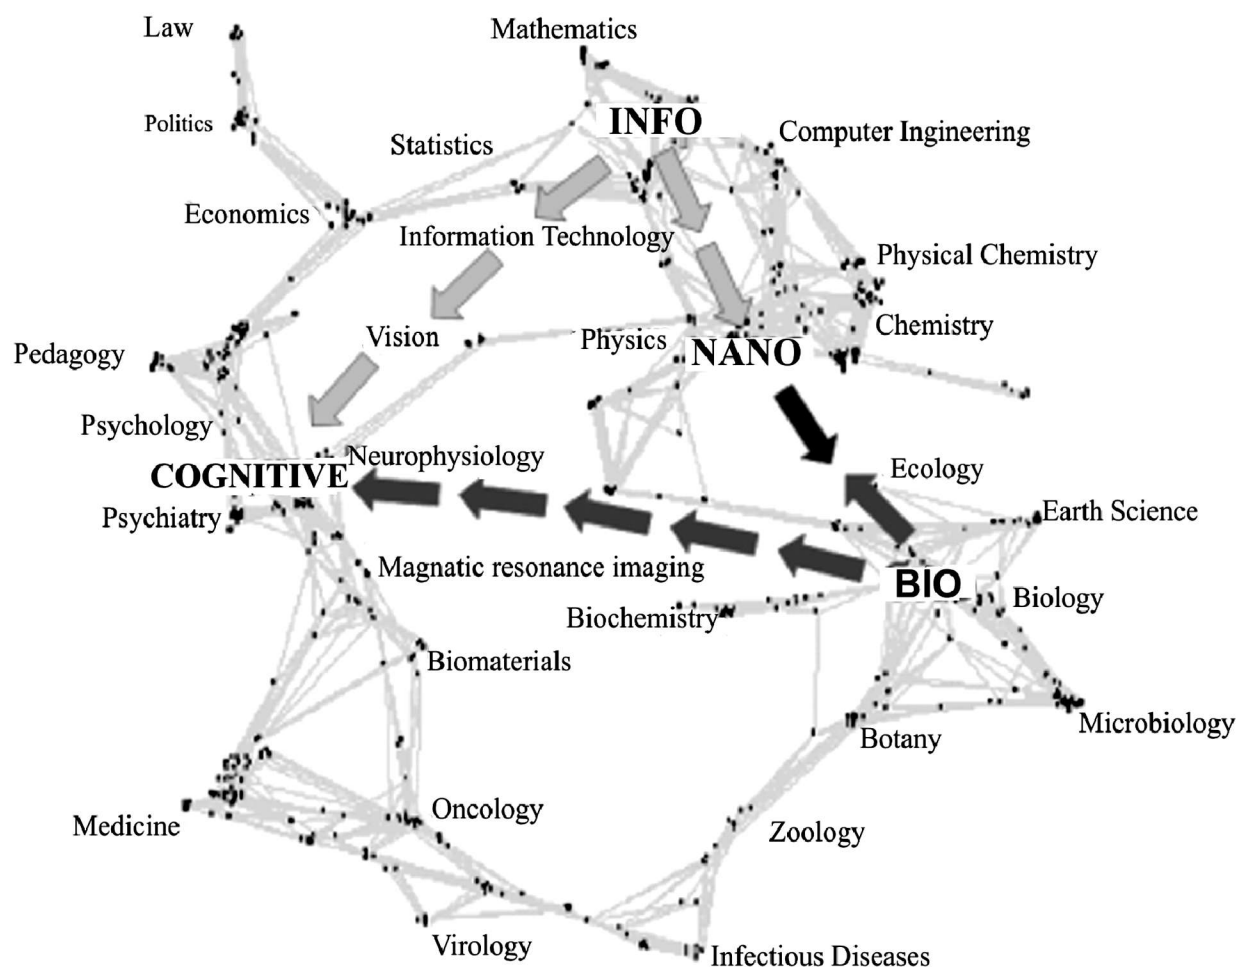 Law
Mathematics
Politics
INFO
Computer Ingineering
Statistics
Economics
Information Technology
Physical Chemistry
Chemistry
Vision
Physics
NANO
Pedagogy
Psychology
Neurophysiology
COGNITIVE
Ecology
Psychiatry
Earth Science
Magnatic resonance imaging
BIO
Biochemistry
Biology
Biomaterials
Microbiology
Botany
Oncology
Medicine
Zoology
Virology
Infectious Diseases